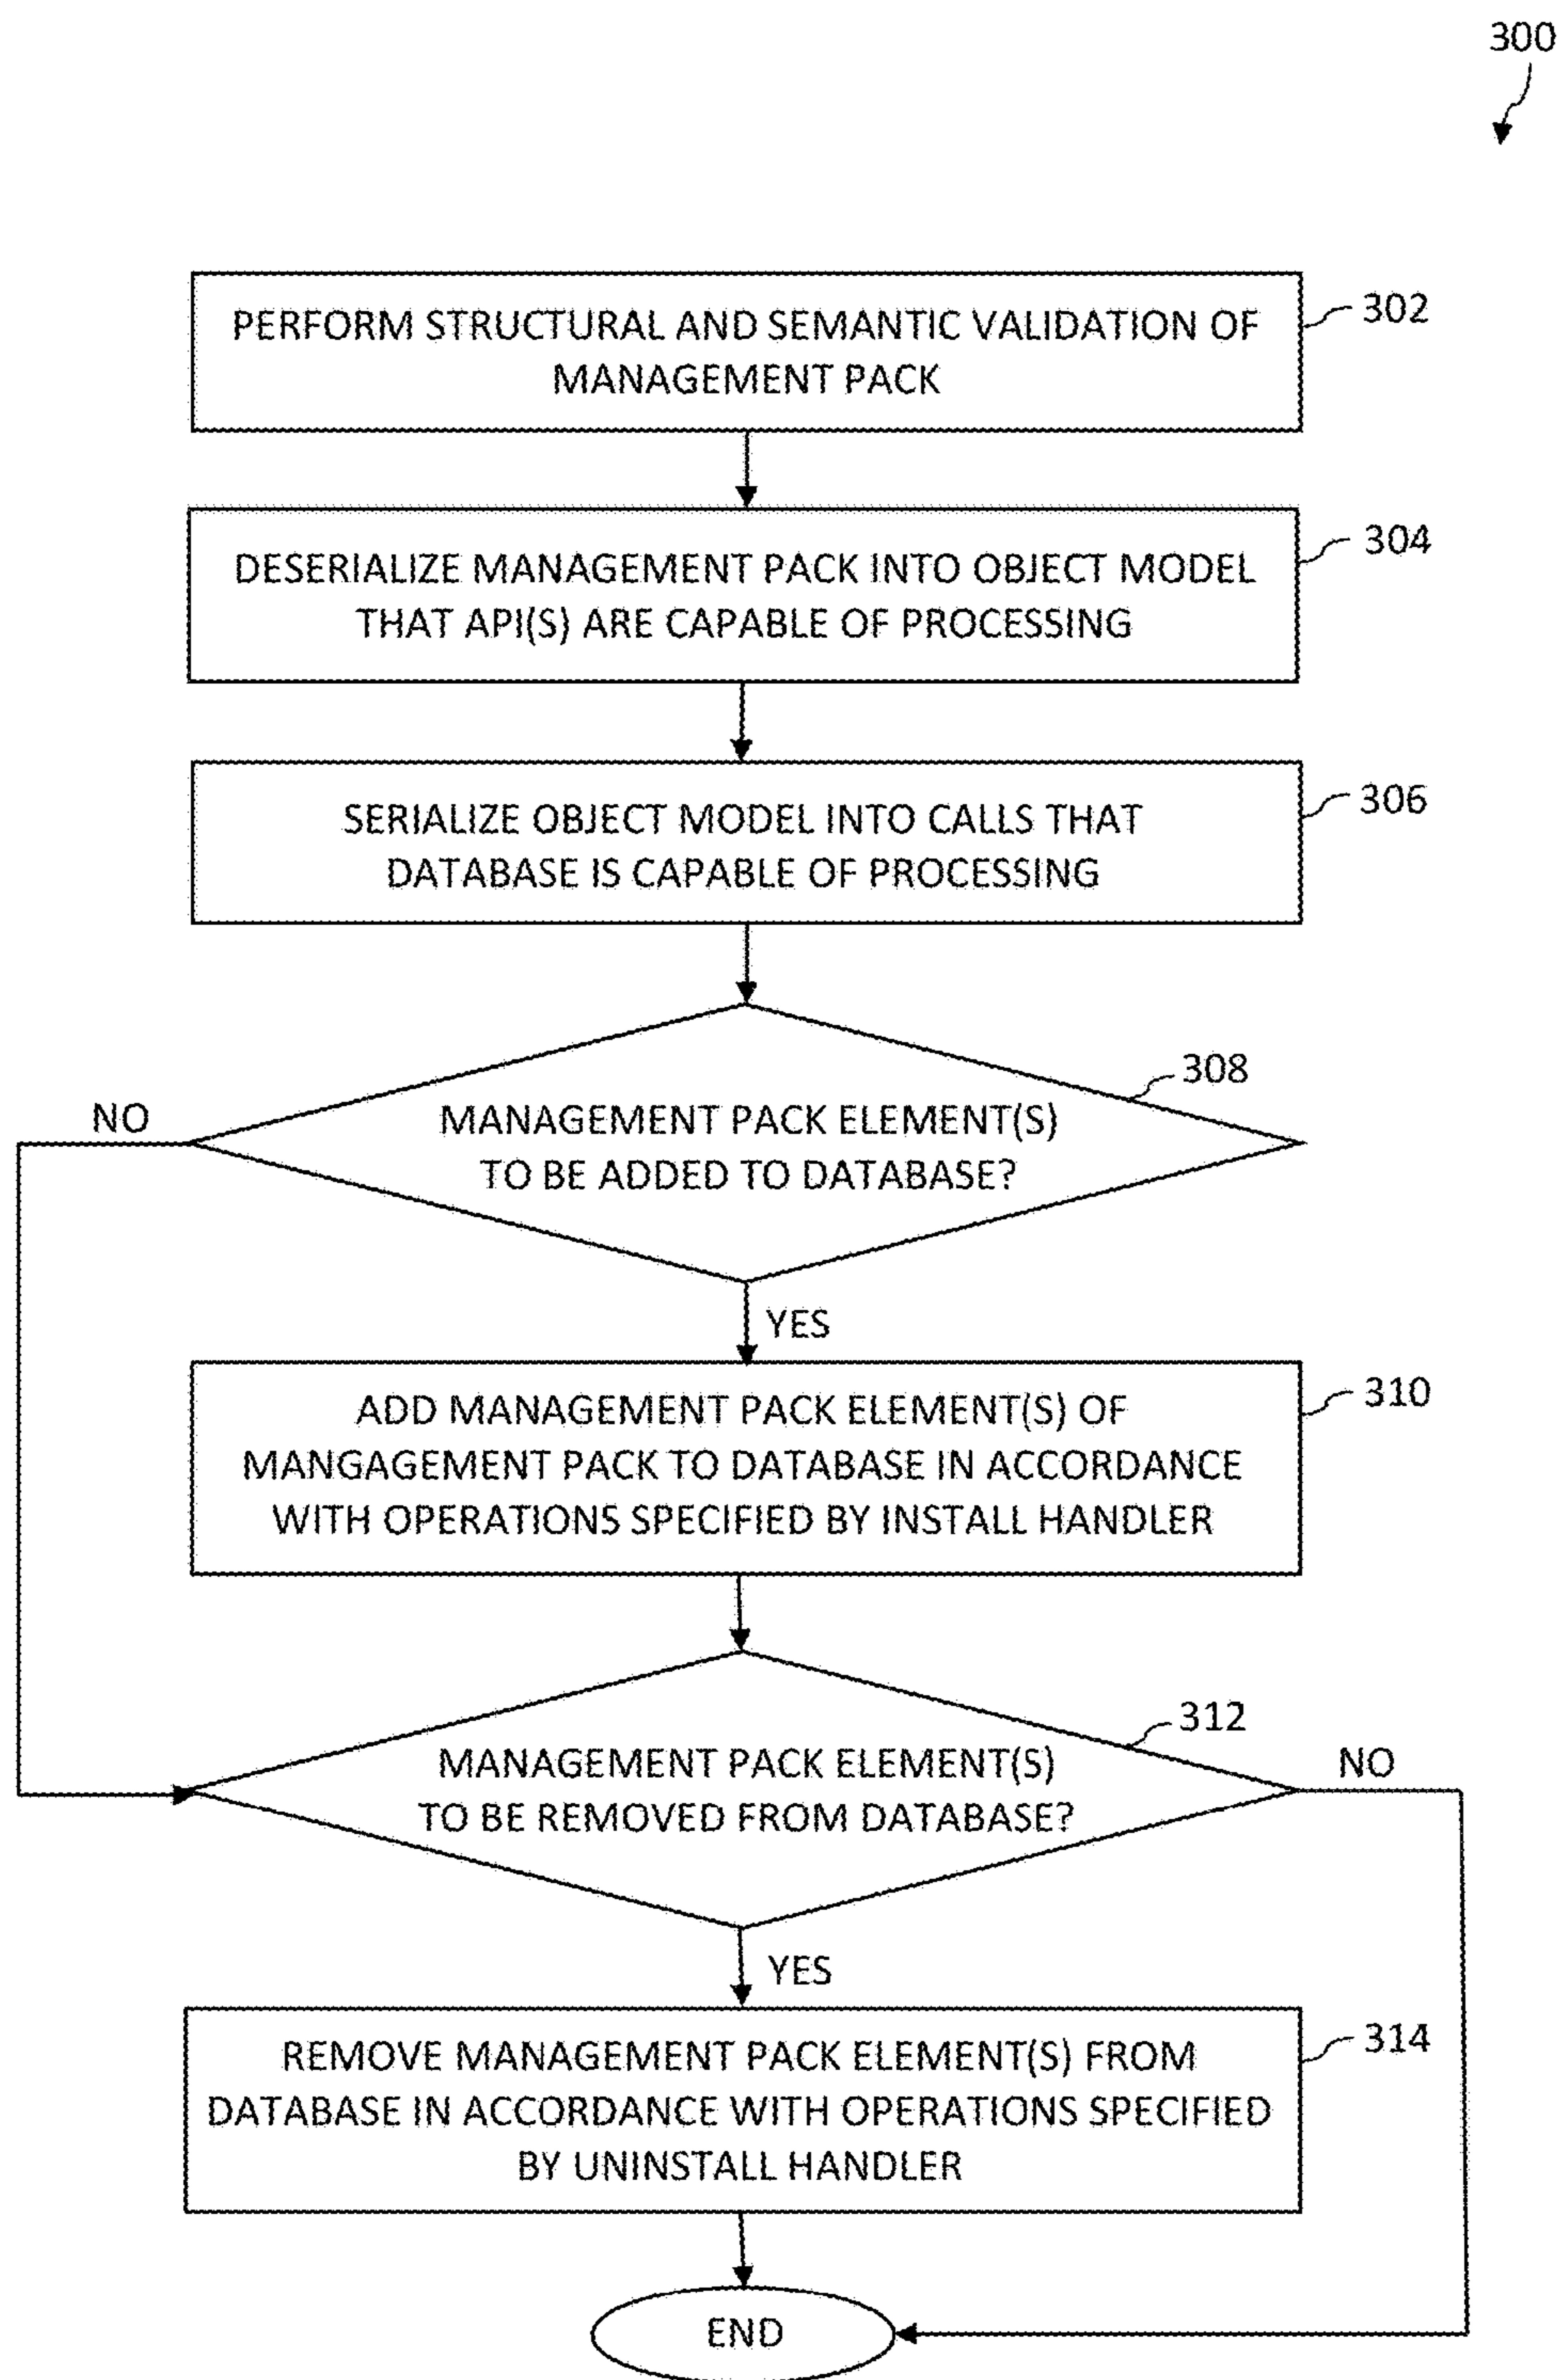 300
PERFORM STRUCTURAL AND SEMANTIC VALIDATION OF
MANAGEMENT PACK
302
DESERIALIZE MANAGEMENT PACK INTO OBJECT MODEL
THAT API(S) ARE CAPABLE OF PROCESSING
304
SERIALIZE OBJECT MODEL INTO CALLS THAT
DATABASE IS CAPABLE OF PROCESSING
306
308
NO
MANAGEMENT PACK ELEMENT(S)
TO BE ADDED TO DATABASE?
YES
ADD MANAGEMENT PACK ELEMENT(S) OF
MANGAGEMENT PACK TO DATABASE IN ACCORDANCE
WITH OPERATIONS SPECIFIED BY INSTALL HANDLER
310
312
MANAGEMENT PACK ELEMENT(S)
TO BE REMOVED FROM DATABASE?
NO
YES
REMOVE MANAGEMENT PACK ELEMENT(S) FROM
DATABASE IN ACCORDANCE WITH OPERATIONS SPECIFIED
BY UNINSTALL HANDLER
314
END